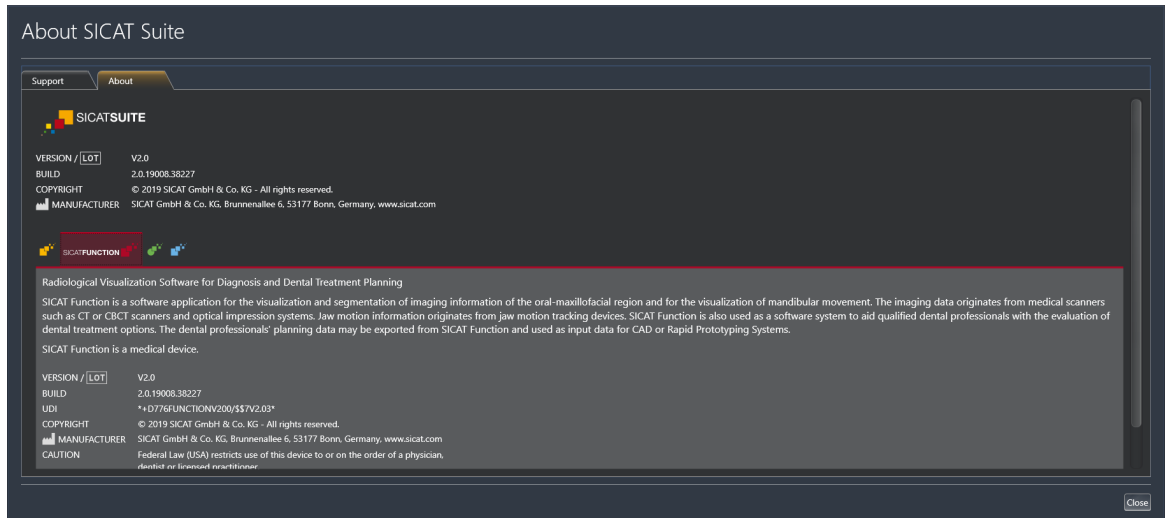 About SICAT Suite
Support About
SICATSUITE
VERSION / LOT V2.0
BUILD 2.0.19008.38227
COPYRIGHT © 2019 SICAT GmbH & Co. KG - All rights reserved.
MANUFACTURER SICAT GmbH & Co. KG, Brunnenallee 6, 53177 Bonn, Germany, www.sicat.com
SICATFUNCTION
Radiological Visualization Software for Diagnosis and Dental Treatment Planning
SICAT Function is a software application for the visualization and segmentation of imaging information of the oral-maxillofacial region and for the visualization of mandibular movement. The imaging data originates from medical scanners
such as CT or CBCT scanners and optical impression systems. Jaw motion information originates from jaw motion tracking devices. SICAT Function is also used as a software system to aid qualified dental professionals with the evaluation of
dental treatment options. The dental professionals' planning data may be exported from SICAT Function and used as input data for CAD or Rapid Prototyping Systems.
SICAT Function is a medical device.
VERSION / LOT V2.0
BUILD 2.0.19008.38227
UDI *+D776FUNCTIONV200/$$7V2.03*
COPYRIGHT © 2019 SICAT GmbH & Co. KG - All rights reserved.
MANUFACTURER SICAT GmbH & Co. KG, Brunnenallee 6, 53177 Bonn, Germany, www.sicat.com
CAUTION Federal Law (USA) restricts use of this device to or on the order of a physician,
dentist or licensed practitioner
Close